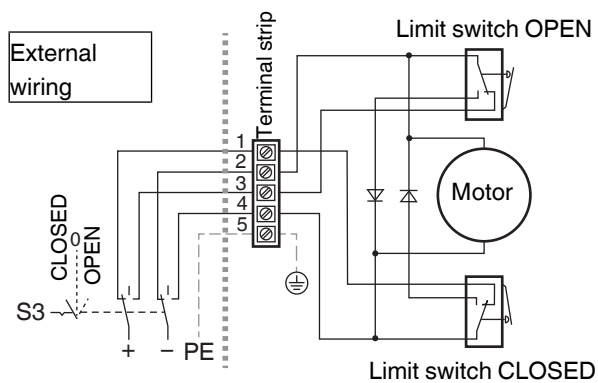 External
wiring
Terminal strip
Limit switch OPEN
1
2
3
4
5
Motor
CLOSED
0
OPEN
S3
+
–
PE
Limit switch CLOSED